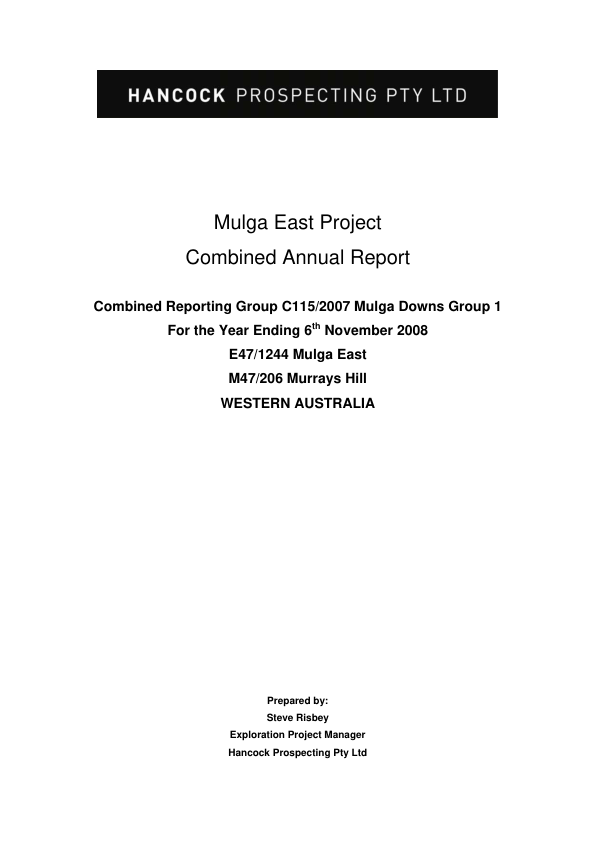 HANCOCK PROSPECTING PTY LTD
Mulga East Project
Combined Annual Report
Combined Reporting Group C115/2007 Mulga Downs Group 1
For the Year Ending 6th November 2008
E47/1244 Mulga East
M47/206 Murrays Hill
WESTERN AUSTRALIA
Prepared by:
Steve Risbey
Exploration Project Manager
Hancock Prospecting Pty Ltd